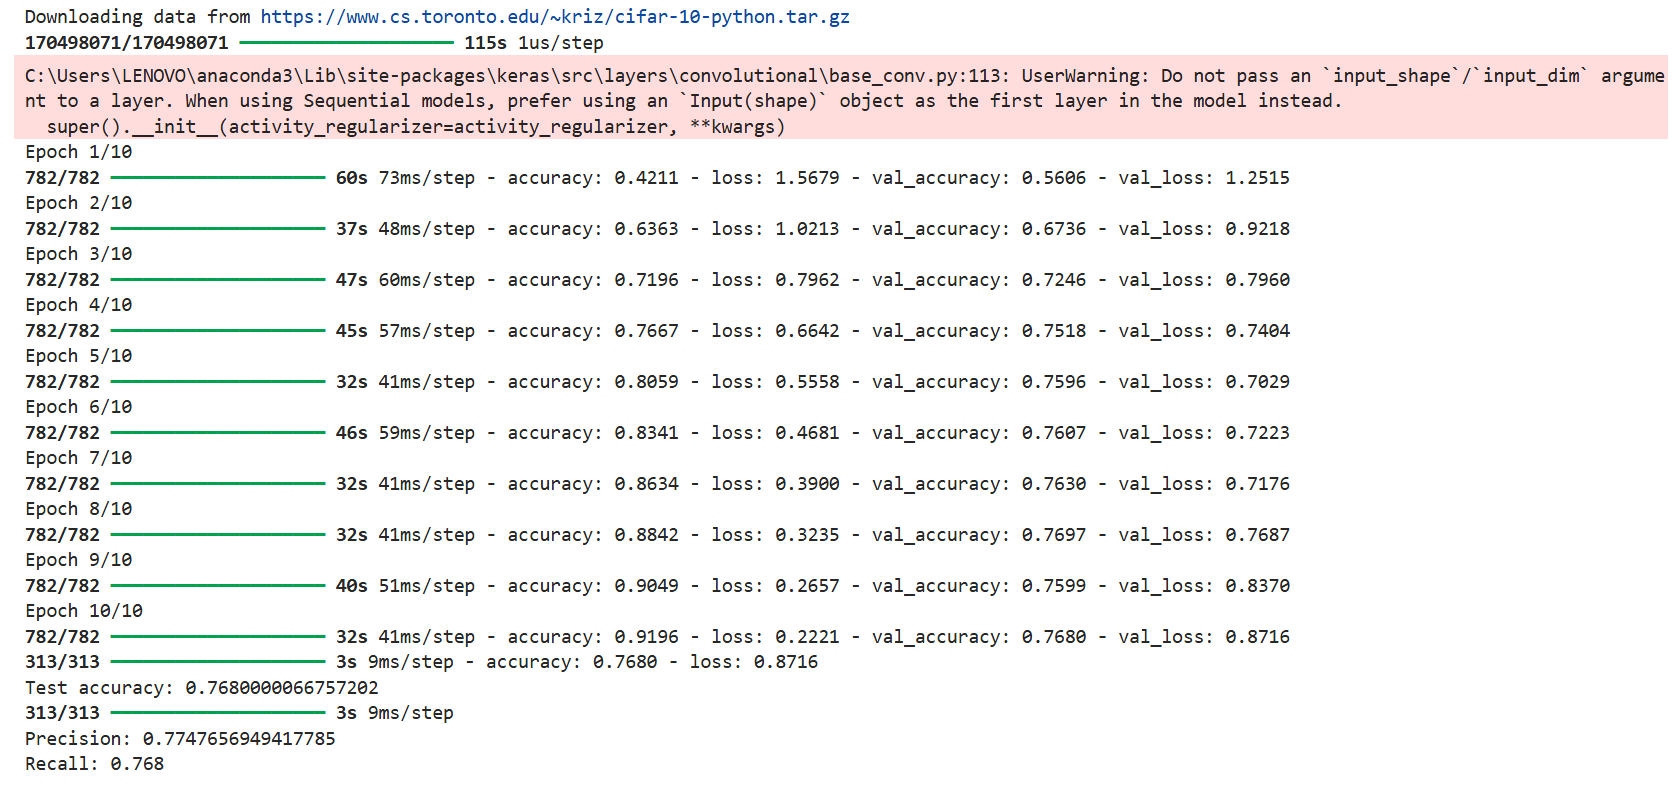 Downloading data from https://www.cs.toronto.edu/~kriz/cifar-10-python.tar.gz
170498071/170498071 ━━━━━━━━━━━━━━━━━━━━ 115s 1us/step
C:\Users\LENOVO\anaconda3\Lib\site-packages\keras\src\layers\convolutional\base_conv.py:113: UserWarning: Do not pass an `input_shape`/`input_dim` argume
nt to a layer. When using Sequential models, prefer using an `Input(shape)` object as the first layer in the model instead.
  super().__init__(activity_regularizer=activity_regularizer, **kwargs)
Epoch 1/10
782/782 ━━━━━━━━━━━━━━━━━━━━ 60s 73ms/step - accuracy: 0.4211 - loss: 1.5679 - val_accuracy: 0.5606 - val_loss: 1.2515
Epoch 2/10
782/782 ━━━━━━━━━━━━━━━━━━━━ 37s 48ms/step - accuracy: 0.6363 - loss: 1.0213 - val_accuracy: 0.6736 - val_loss: 0.9218
Epoch 3/10
782/782 ━━━━━━━━━━━━━━━━━━━━ 47s 60ms/step - accuracy: 0.7196 - loss: 0.7962 - val_accuracy: 0.7246 - val_loss: 0.7960
Epoch 4/10
782/782 ━━━━━━━━━━━━━━━━━━━━ 45s 57ms/step - accuracy: 0.7667 - loss: 0.6642 - val_accuracy: 0.7518 - val_loss: 0.7404
Epoch 5/10
782/782 ━━━━━━━━━━━━━━━━━━━━ 32s 41ms/step - accuracy: 0.8059 - loss: 0.5558 - val_accuracy: 0.7596 - val_loss: 0.7029
Epoch 6/10
782/782 ━━━━━━━━━━━━━━━━━━━━ 46s 59ms/step - accuracy: 0.8341 - loss: 0.4681 - val_accuracy: 0.7607 - val_loss: 0.7223
Epoch 7/10
782/782 ━━━━━━━━━━━━━━━━━━━━ 32s 41ms/step - accuracy: 0.8634 - loss: 0.3900 - val_accuracy: 0.7630 - val_loss: 0.7176
Epoch 8/10
782/782 ━━━━━━━━━━━━━━━━━━━━ 32s 41ms/step - accuracy: 0.8842 - loss: 0.3235 - val_accuracy: 0.7697 - val_loss: 0.7687
Epoch 9/10
782/782 ━━━━━━━━━━━━━━━━━━━━ 40s 51ms/step - accuracy: 0.9049 - loss: 0.2657 - val_accuracy: 0.7599 - val_loss: 0.8370
Epoch 10/10
782/782 ━━━━━━━━━━━━━━━━━━━━ 32s 41ms/step - accuracy: 0.9196 - loss: 0.2221 - val_accuracy: 0.7680 - val_loss: 0.8716
313/313 ━━━━━━━━━━━━━━━━━━━━ 3s 9ms/step - accuracy: 0.7680 - loss: 0.8716
Test accuracy: 0.7680000066757202
313/313 ━━━━━━━━━━━━━━━━━━━━ 3s 9ms/step
Precision: 0.7747656949417785
Recall: 0.768